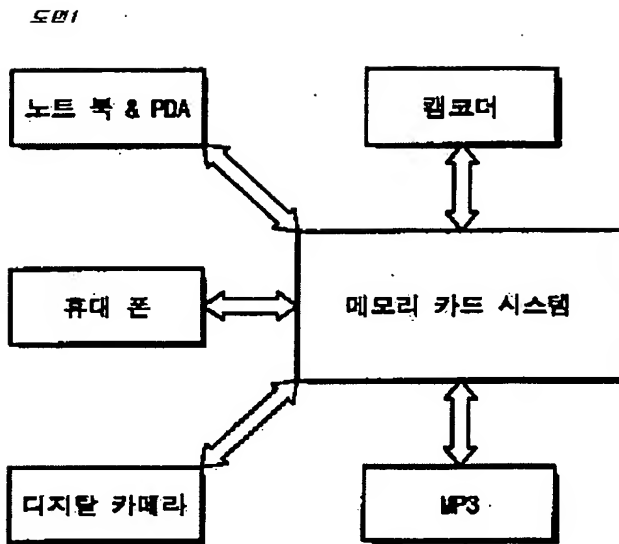 도면1
노트 북 & PDA
캠코더
휴대 폰
메모리 카드 시스템
디지탈 카메라
MP3